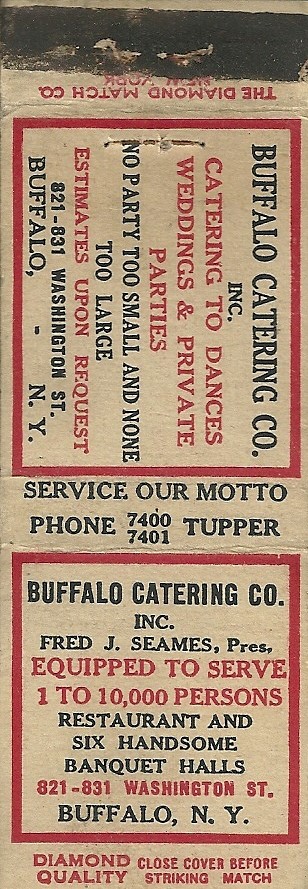 THE DIAMOND MATCH CO.
NEW YORK
BUFFALO CATERING CO.
INC.
CATERING TO DANCES
WEDDINGS & PRIVATE
PARTIES
NO PARTY TOO SMALL AND NONE
TOO LARGE
ESTIMATES UPON REQUEST
821-831 WASHINGTON ST.
BUFFALO, - N. Y.
SERVICE OUR MOTTO
PHONE 7400 TUPPER
7401
BUFFALO CATERING CO.
INC.
FRED J. SEAMES, Pres,
EQUIPPED TO SERVE
1 TO 10,000 PERSONS
RESTAURANT AND
SIX HANDSOME
BANQUET HALLS
821-831 WASHINGTON ST.
BUFFALO, N. Y.
DIAMOND CLOSE COVER BEFORE
QUALITY STRIKING MATCH